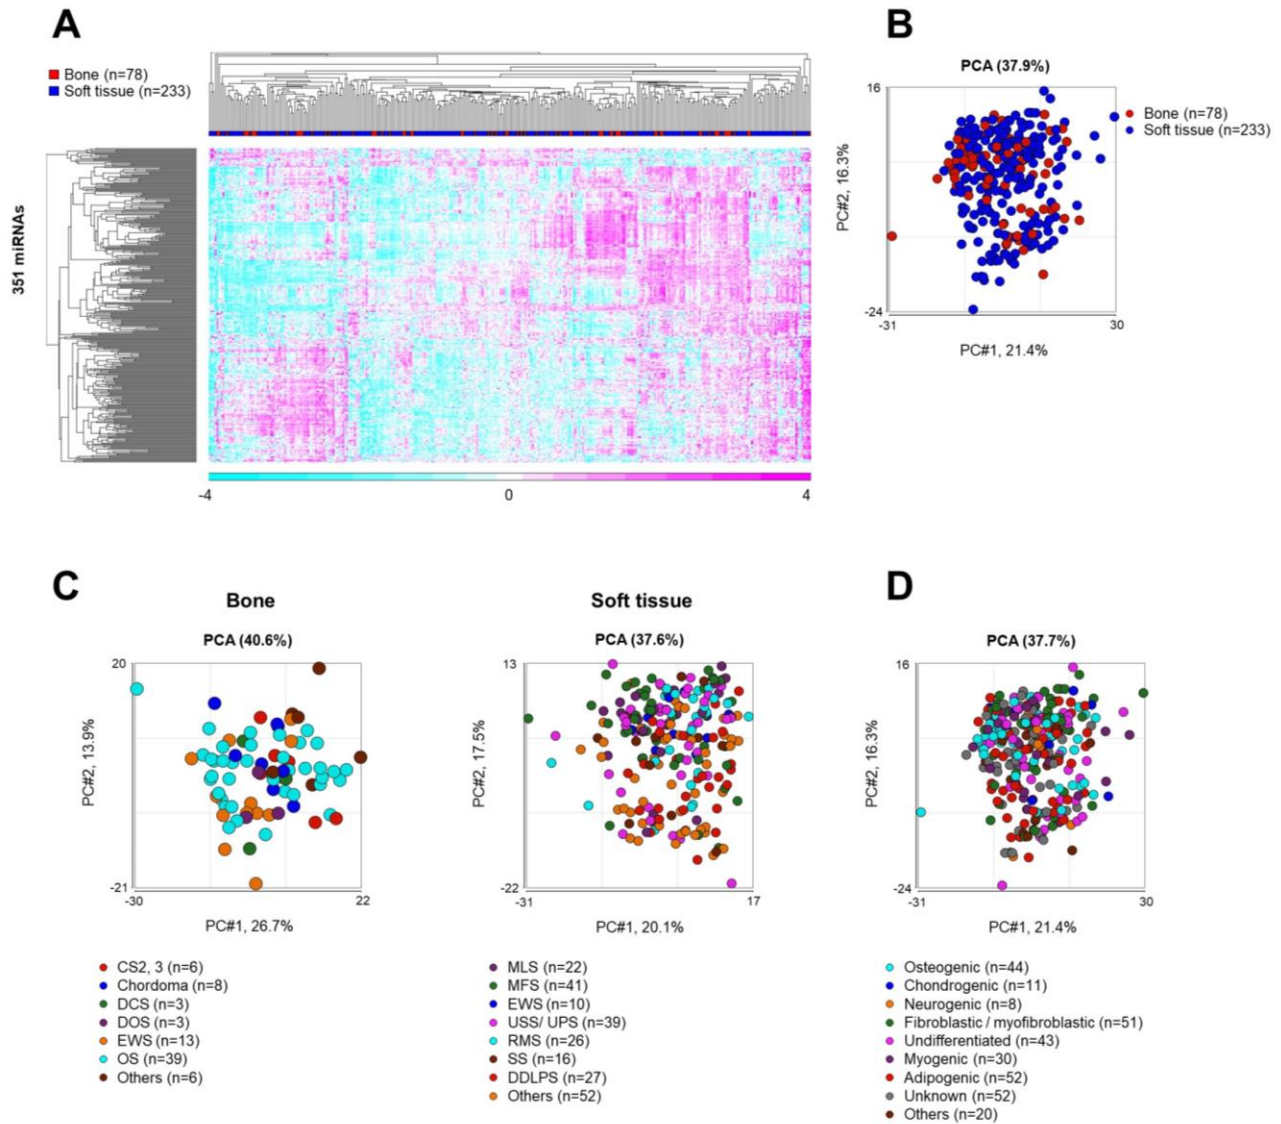 A
Bone (n=78)
Soft tissue (n=233)
351 miRNAs
-4
0
4
B
PCA (37.9%)
16
Bone (n=78)
Soft tissue (n=233)
PC#2, 16.3%
-24
-31
30
PC#1, 21.4%
C
Bone
PCA (40.6%)
20
PC#2, 13.9%
-21
-30
22
PC#1, 26.7%
CS2, 3 (n=6)
Chordoma (n=8)
DCS (n=3)
DOS (n=3)
EWS (n=13)
OS (n=39)
Others (n=6)
Soft tissue
PCA (37.6%)
13
PC#2, 17.5%
-22
-31
17
PC#1, 20.1%
MLS (n=22)
MFS (n=41)
EWS (n=10)
USS/ UPS (n=39)
RMS (n=26)
SS (n=16)
DDLPS (n=27)
Others (n=52)
D
PCA (37.7%)
16
PC#2, 16.3%
-24
-31
30
PC#1, 21.4%
Osteogenic (n=44)
Chondrogenic (n=11)
Neurogenic (n=8)
Fibroblastic / myofibroblastic (n=51)
Undifferentiated (n=43)
Myogenic (n=30)
Adipogenic (n=52)
Unknown (n=52)
Others (n=20)